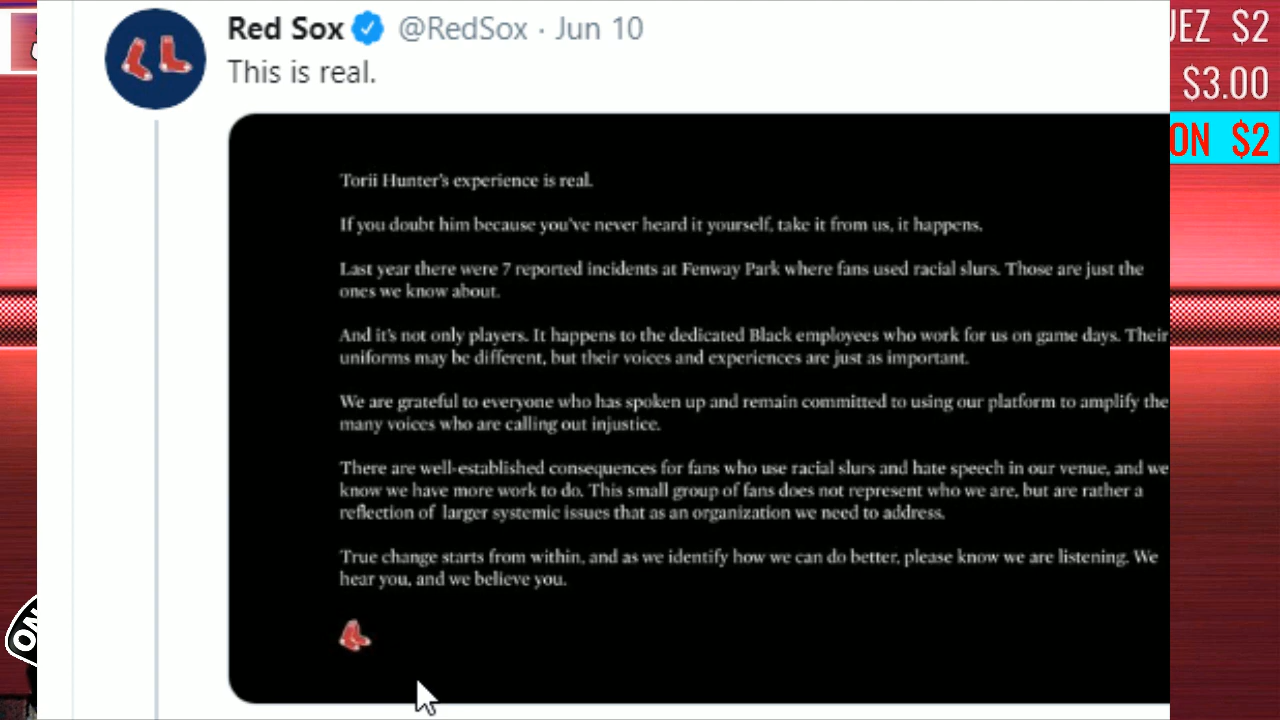 Red Sox @RedSox · Jun 10
This is real.
Torii Hunter's experience is real.
If you doubt him because you've never heard it yourself, take it from us, it happens.
Last year there were 7 reported incidents at Fenway Park where fans used racial slurs. Those are just the
ones we know about.
And it's not only players. It happens to the dedicated Black employees who work for us on game days. Their
uniforms may be different, but their voices and experiences are just as important.
We are grateful to everyone who has spoken up and remain committed to using our platform to amplify the
many voices who are calling out injustice.
There are well-established consequences for fans who use racial slurs and hate speech in our venue, and we
know we have more work to do. This small group of fans does not represent who we are, but are rather a
reflection of larger systemic issues that as an organization we need to address.
True change starts from within, and as we identify how we can do better, please know we are listening. We
hear you, and we believe you.
UEZ $2
$3.00
ON $2
ON